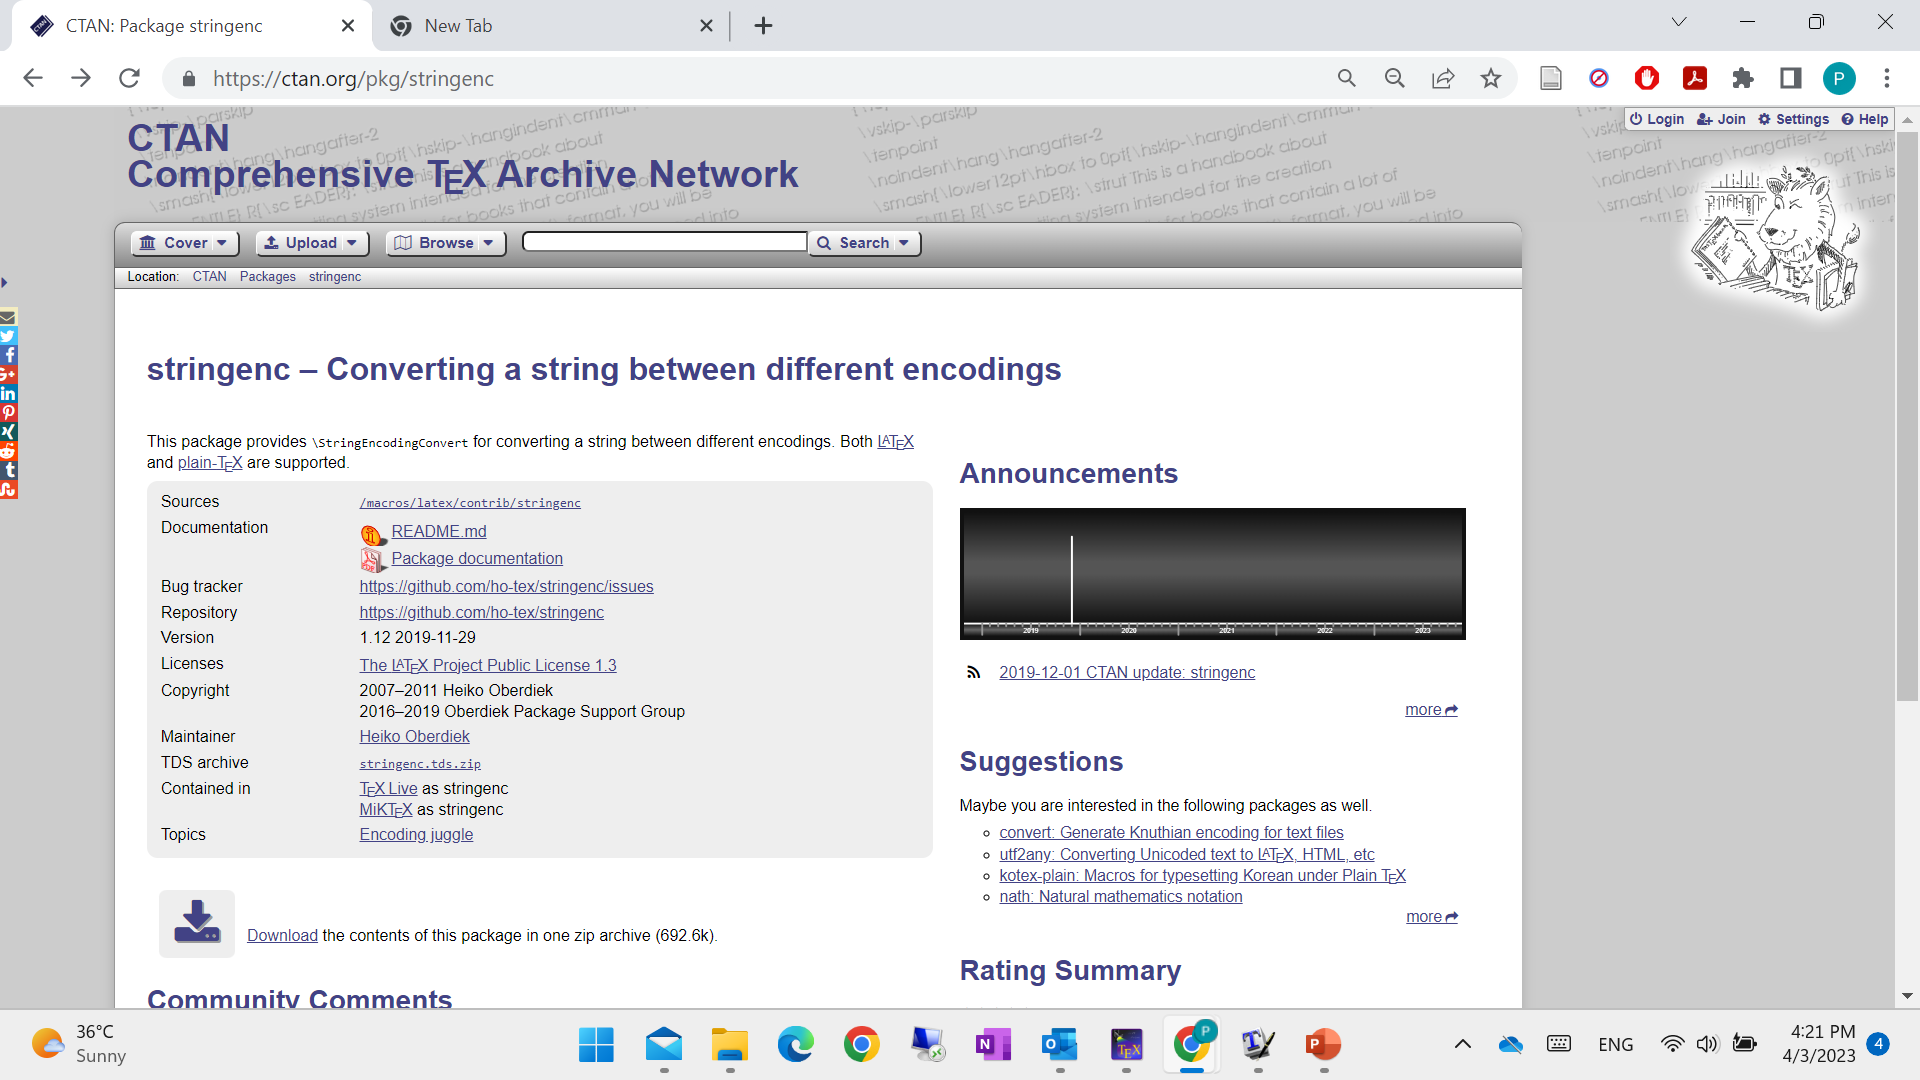 CTAN: Package stringenc
New Tab
https://ctan.org/pkg/stringenc
P
Login Join Settings Help
CTAN
Comprehensive TEX Archive Network
Cover Upload Browse Search
Location: CTAN Packages stringenc
stringenc – Converting a string between different encodings
This package provides \StringEncodingConvert for converting a string between different encodings. Both LATEX
and plain-TEX are supported.
Sources /macros/latex/contrib/stringenc
Documentation README.md
Package documentation
Bug tracker https://github.com/ho-tex/stringenc/issues
Repository https://github.com/ho-tex/stringenc
Version 1.12 2019-11-29
Licenses The LATEX Project Public License 1.3
Copyright 2007–2011 Heiko Oberdiek
2016–2019 Oberdiek Package Support Group
Maintainer Heiko Oberdiek
TDS archive stringenc.tds.zip
Contained in TEX Live as stringenc
MiKTEX as stringenc
Topics Encoding juggle
Download the contents of this package in one zip archive (692.6k).
Community Comments
Announcements
2019 2020 2021 2022 2023
2019-12-01 CTAN update: stringenc
more
Suggestions
Maybe you are interested in the following packages as well.
convert: Generate Knuthian encoding for text files
utf2any: Converting Unicoded text to LATEX, HTML, etc
kotex-plain: Macros for typesetting Korean under Plain TEX
nath: Natural mathematics notation
more
Rating Summary
36°C
Sunny
ENG
4:21 PM
4/3/2023
4